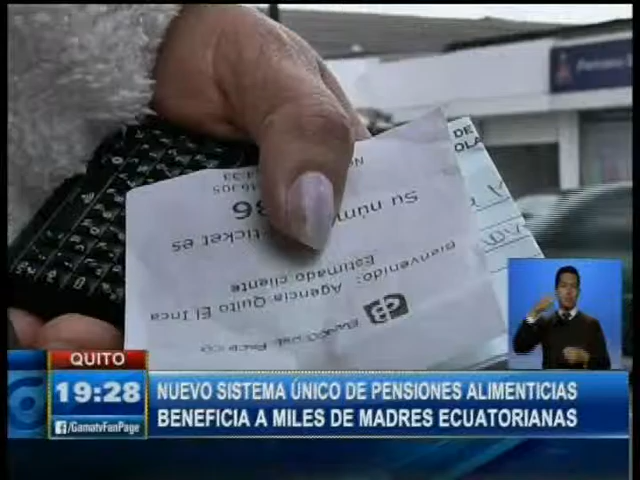 DE
Su núm
ticket es
Estimado cliente
Bienvenido:
Agencia Quito El Inca
QUITO
19:28
/GamatvFanPage
NUEVO SISTEMA ÚNICO DE PENSIONES ALIMENTICIAS
BENEFICIA A MILES DE MADRES ECUATORIANAS